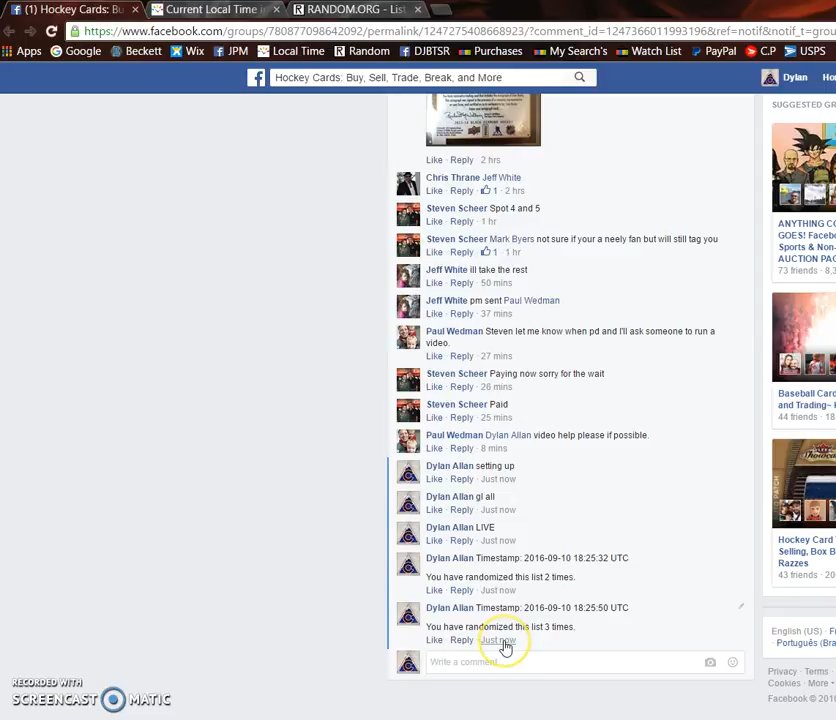 (1) Hockey Cards: Bu
Current Local Time i
RANDOM.ORG - List
https://www.facebook.com/groups/780877098642092/permalink/1247275408668923/?comment_id=1247366011993196&ref=notif&notif_t=grou
Apps Google Beckett Wix JPM Local Time Random DJBTSR Purchases My Search's Watch List PayPal C.P USPS
Hockey Cards: Buy, Sell, Trade, Break, and More
Dylan Hon
SUGGESTED GR
Like · Reply · 2 hrs
Chris Thrane Jeff White
Like · Reply · 1 · 2 hrs
Steven Scheer Spot 4 and 5
Like · Reply · 1 hr
Steven Scheer Mark Byers not sure if your a neely fan but will still tag you
Like · Reply · 1 · 1 hr
Jeff White ill take the rest
Like · Reply · 50 mins
Jeff White pm sent Paul Wedman
Like · Reply · 37 mins
Paul Wedman Steven let me know when pd and I'll ask someone to run a
video.
Like · Reply · 27 mins
Steven Scheer Paying now sorry for the wait
Like · Reply · 26 mins
Steven Scheer Paid
Like · Reply · 25 mins
Paul Wedman Dylan Allan video help please if possible.
Like · Reply · 8 mins
Dylan Allan setting up
Like · Reply · Just now
Dylan Allan gl all
Like · Reply · Just now
Dylan Allan LIVE
Like · Reply · Just now
Dylan Allan Timestamp: 2016-09-10 18:25:32 UTC
You have randomized this list 2 times.
Like · Reply · Just now
Dylan Allan Timestamp: 2016-09-10 18:25:50 UTC
You have randomized this list 3 times.
Like · Reply · Just now
Write a comment
ANYTHING CO
GOES! Faceb
Sports & Non-
AUCTION PAG
73 friends · 8,3
Baseball Card
and Trading~ H
44 friends · 18
Hockey Card
Selling, Box B
Razzes
43 friends · 20
English (US) · Fr
Português (Bra
Privacy · Terms ·
Cookies · More
Facebook © 201
RECORDED WITH
SCREENCAST MATIC